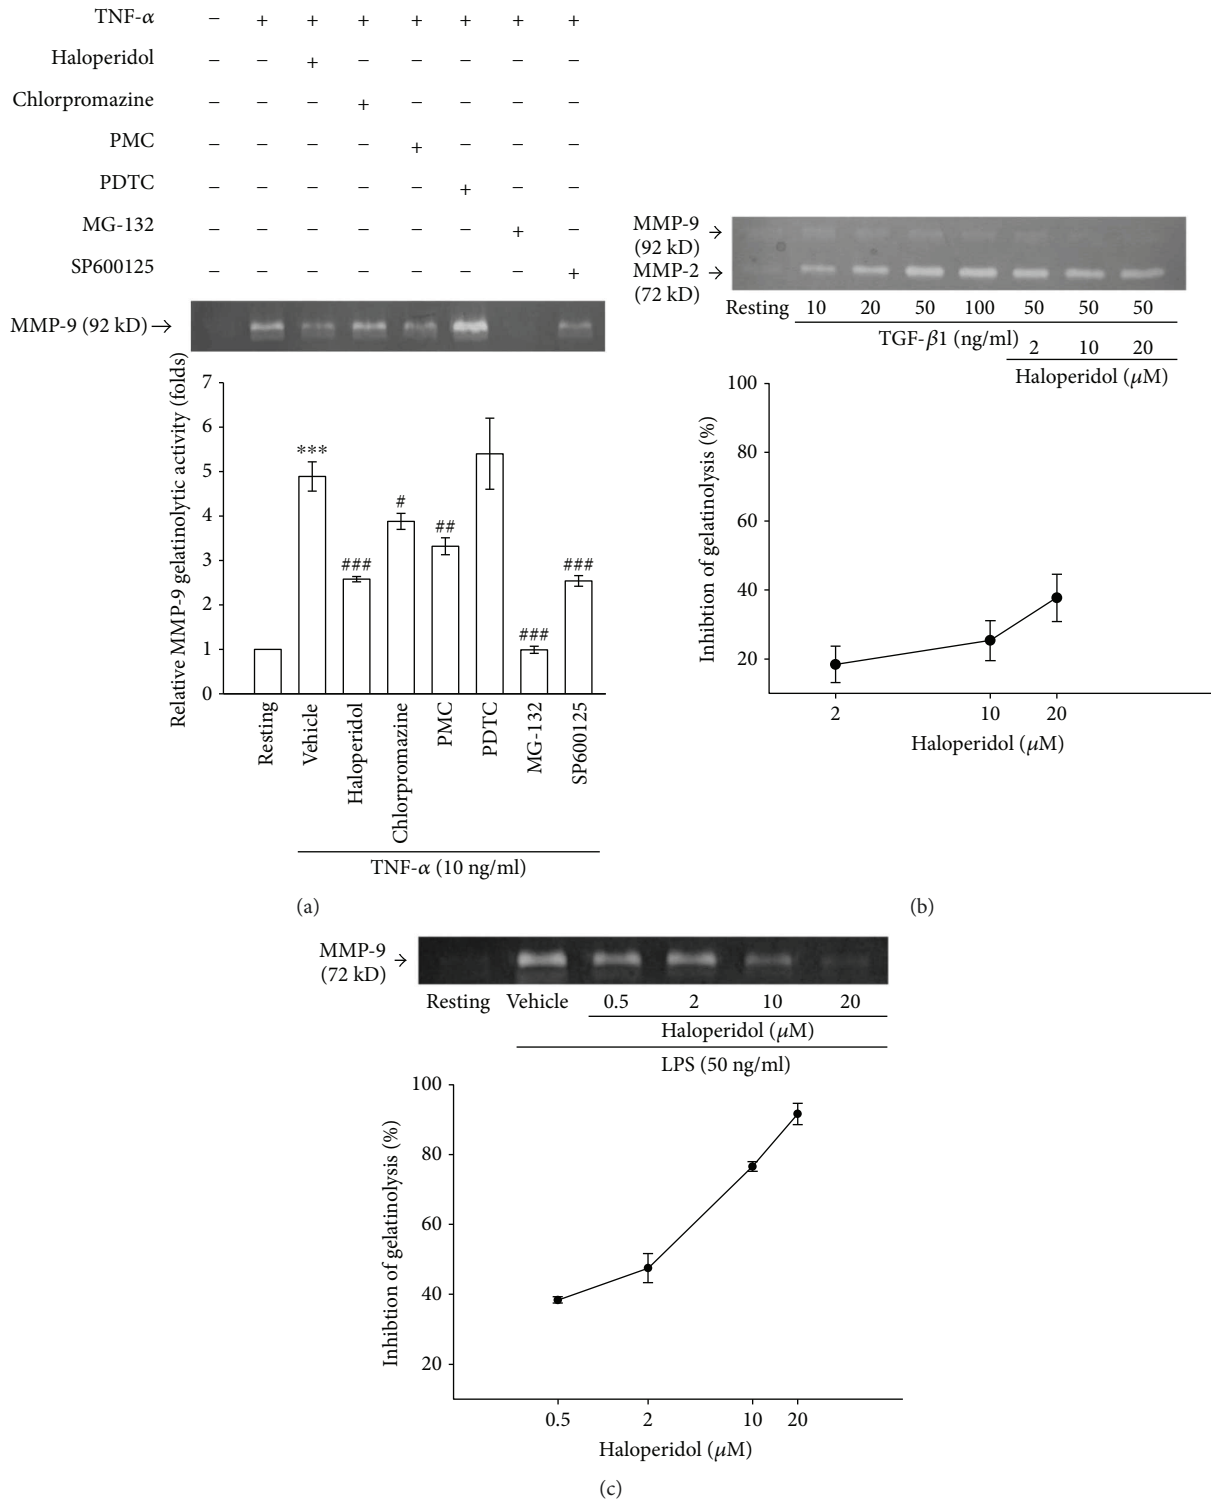 TNF-α − + + + + + + +
Haloperidol − − + − − − − −
Chlorpromazine − − − + − − − −
PMC − − − − + − − −
PDTC − − − − − + − −
MG-132 − − − − − − + −
SP600125 − − − − − − − +
MMP-9 (92 kD) →
Relative MMP-9 gelatinolytic activity (folds)
7
6
5
4
3
2
1
0
***
###
#
##
###
###
Resting
Vehicle
Haloperidol
Chlorpromazine
PMC
PDTC
MG-132
SP600125
TNF-α (10 ng/ml)
(a)
MMP-9 →
(92 kD)
MMP-2 →
(72 kD)
Resting 10 20 50 100 50 50 50
TGF-β1 (ng/ml)
2 10 20
Haloperidol (μM)
Inhibtion of gelatinolysis (%)
100
80
60
40
20
2 10 20
Haloperidol (μM)
(b)
MMP-9 →
(72 kD)
Resting Vehicle 0.5 2 10 20
Haloperidol (μM)
LPS (50 ng/ml)
Inhibtion of gelatinolysis (%)
100
80
60
40
20
0.5 2 10 20
Haloperidol (μM)
(c)